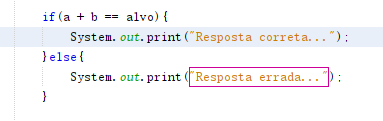 if(a + b == alvo){
System.out.print("Resposta correta...");
}else{
System.out.print("Resposta errada...");
}